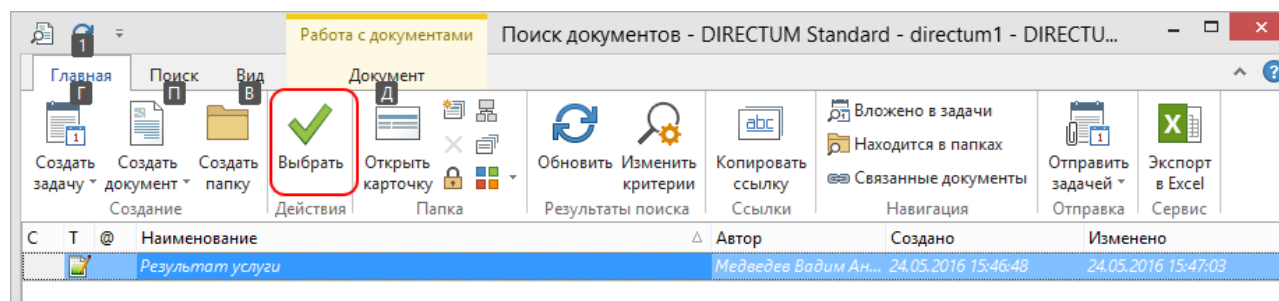 Работа с документами Поиск документов - DIRECTUM Standard - directum1 - DIRECTU...
1
Главная Поиск Вид Документ
Г П В Д
Создать задачу
Создать документ
Создать папку
Создание
Выбрать
Действия
Открыть карточку
Папка
Обновить
Изменить критерии
Результаты поиска
abc
Копировать ссылку
Ссылки
Вложено в задачи
Находится в папках
Связанные документы
Навигация
Отправить задачей
Отправка
Экспорт в Excel
Сервис
С Т @ Наименование Автор Создано Изменено
Результат услуги Медведев Вадим Ан... 24.05.2016 15:46:48 24.05.2016 15:47:03